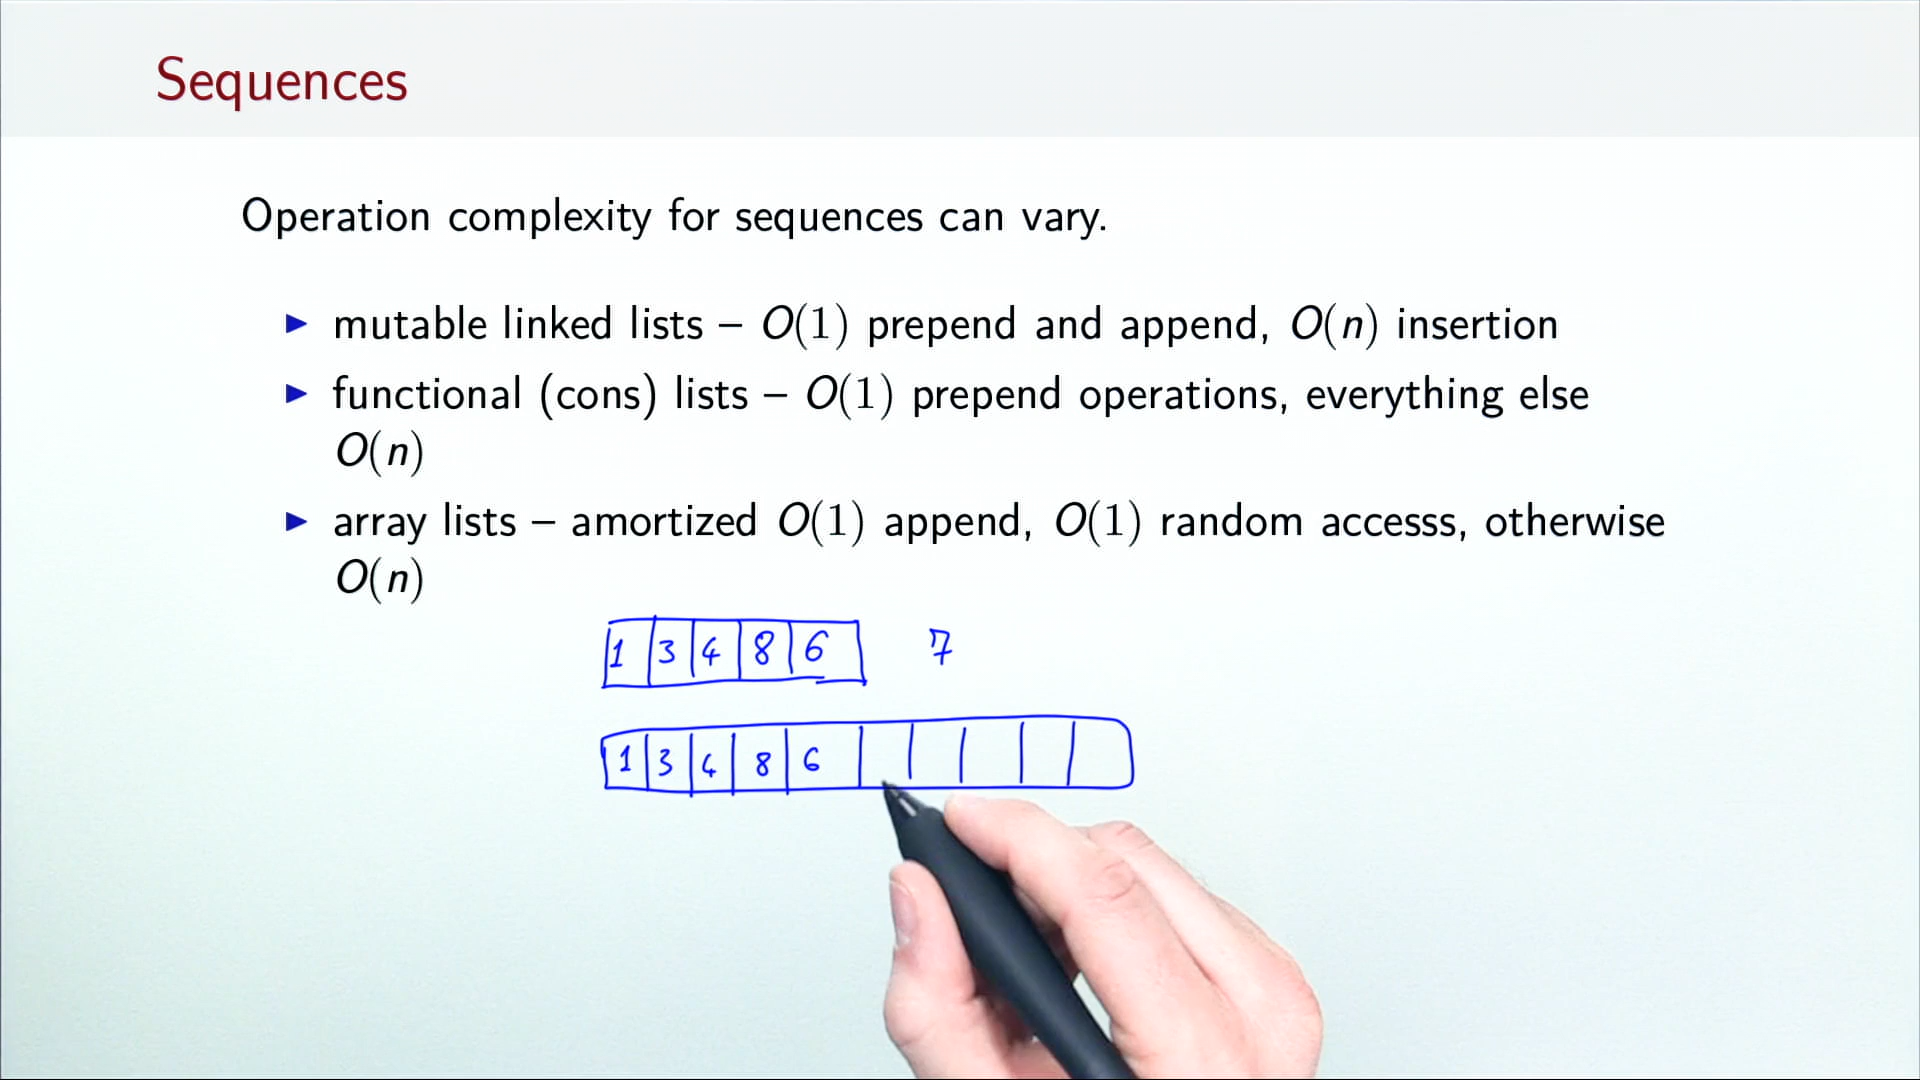 Sequences
Operation complexity for sequences can vary.
▶ mutable linked lists – O(1) prepend and append, O(n) insertion
▶ functional (cons) lists – O(1) prepend operations, everything else
O(n)
▶ array lists – amortized O(1) append, O(1) random accesss, otherwise
O(n)
1 3 4 8 6 7
1 3 4 8 6